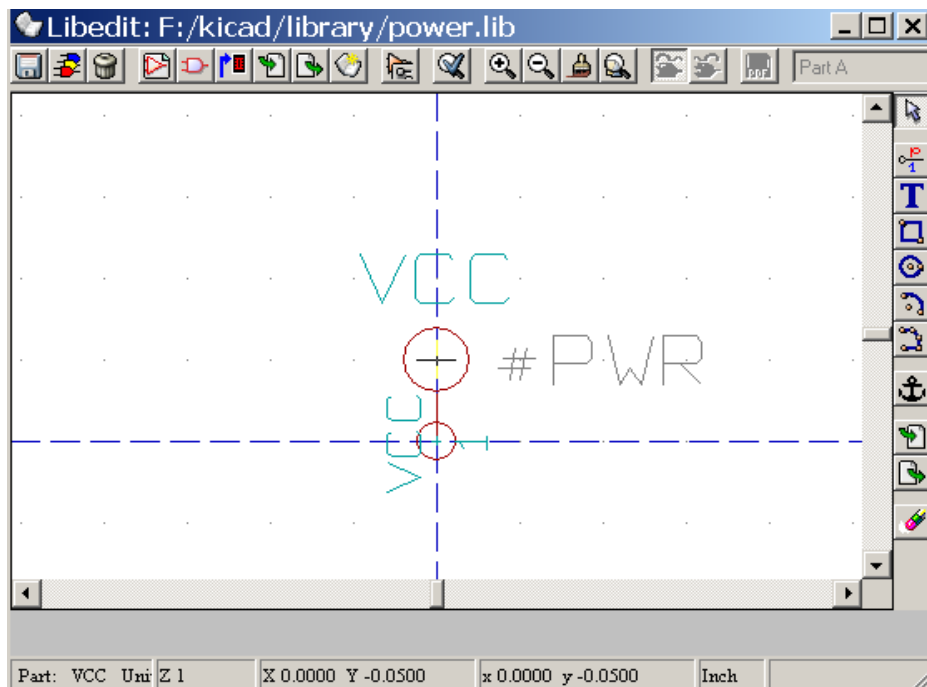 Libedit: F:/kicad/library/power.lib
Part A
VCC
#PWR
VCC
1
Part: VCC Uni Z 1 X 0.0000 Y -0.0500 x 0.0000 y -0.0500 Inch